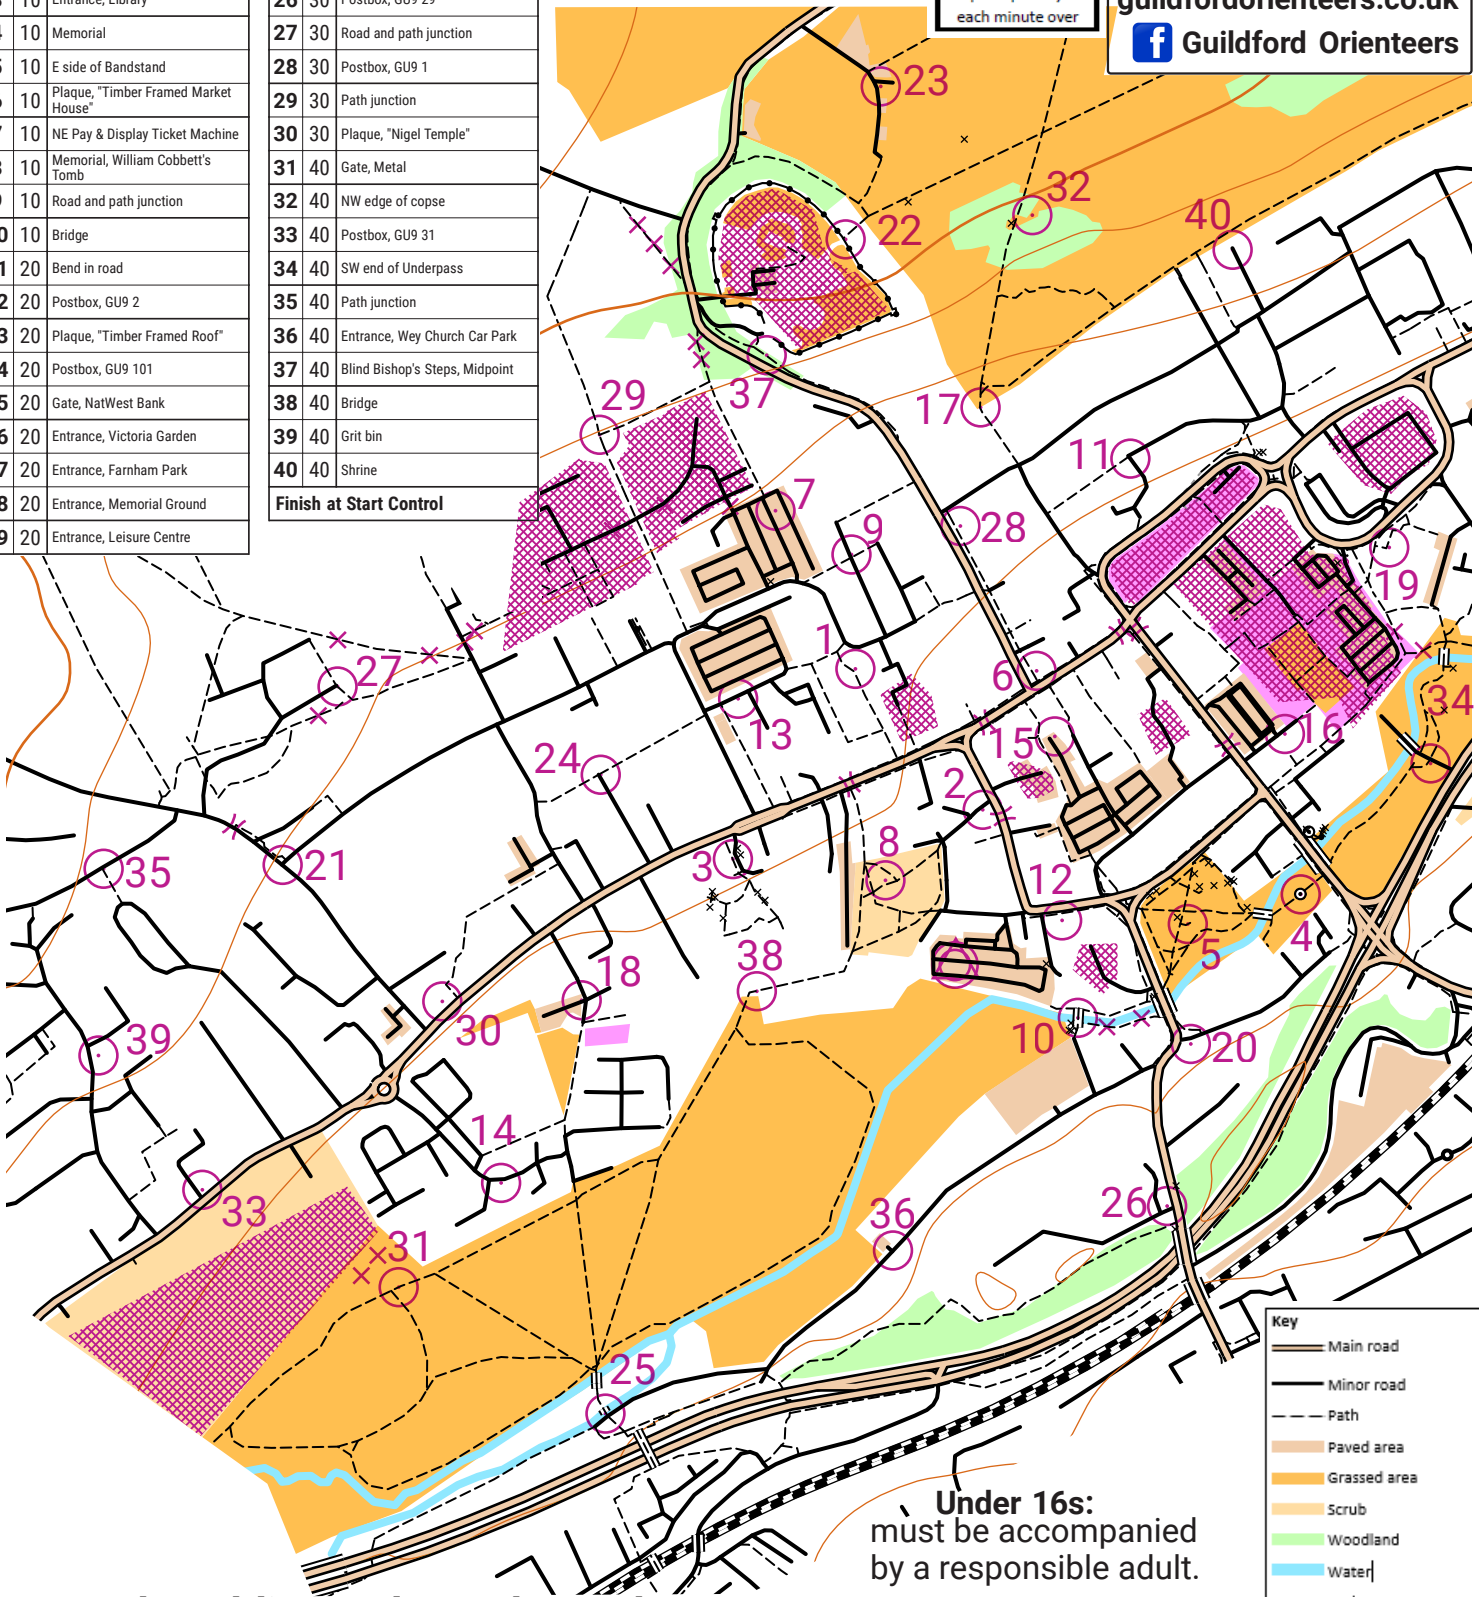 10 Entrance, Library
10 Memorial
10 E side of Bandstand
10 Plaque, "Timber Framed Market
House"
10 NE Pay & Display Ticket Machine
10 Memorial, William Cobbett's
Tomb
10 Road and path junction
10 Bridge
20 Bend in road
20 Postbox, GU9 2
20 Plaque, "Timber Framed Roof"
20 Postbox, GU9 101
20 Gate, NatWest Bank
20 Entrance, Victoria Garden
20 Entrance, Farnham Park
20 Entrance, Memorial Ground
20 Entrance, Leisure Centre
26 30 Postbox, GU9 29
27 30 Road and path junction
28 30 Postbox, GU9 1
29 30 Path junction
30 30 Plaque, "Nigel Temple"
31 40 Gate, Metal
32 40 NW edge of copse
33 40 Postbox, GU9 31
34 40 SW end of Underpass
35 40 Path junction
36 40 Entrance, Wey Church Car Park
37 40 Blind Bishop's Steps, Midpoint
38 40 Bridge
39 40 Grit bin
40 40 Shrine
Finish at Start Control
each minute over
guildfordorienteers.co.uk
f Guildford Orienteers
23
32
40
22
37
29
17
11
7
9
28
19
1
6
27
34
13
15
16
24
2
3
8
35
21
12
5
4
38
18
30
10
20
39
14
33
26
36
31
25
Under 16s:
must be accompanied
by a responsible adult.
Key
Main road
Minor road
Path
Paved area
Grassed area
Scrub
Woodland
Water